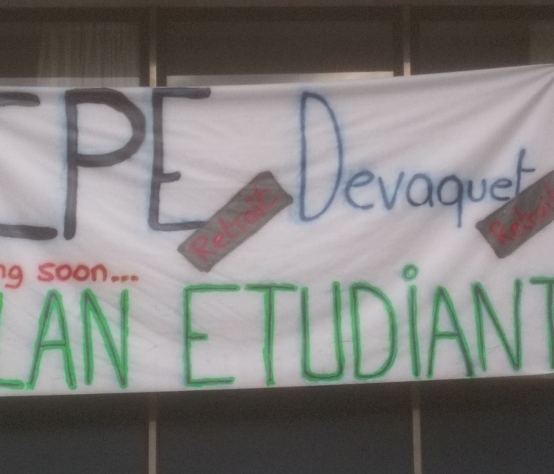 CPE Devaquet
Retrait Retrait
ng soon...
LAN ETUDIANT